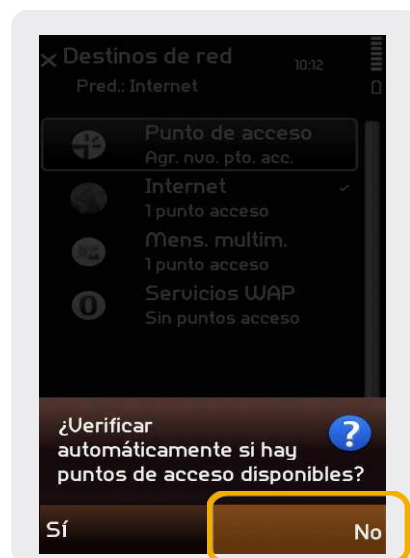 Destinos de red
10:12
Pred.: Internet
Punto de acceso
Agr. nvo. pto. acc.
Internet
1 punto acceso
Mens. multim.
1 punto acceso
Servicios WAP
Sin puntos acceso
¿Verificar
automáticamente si hay
puntos de acceso disponibles?
Sí
No